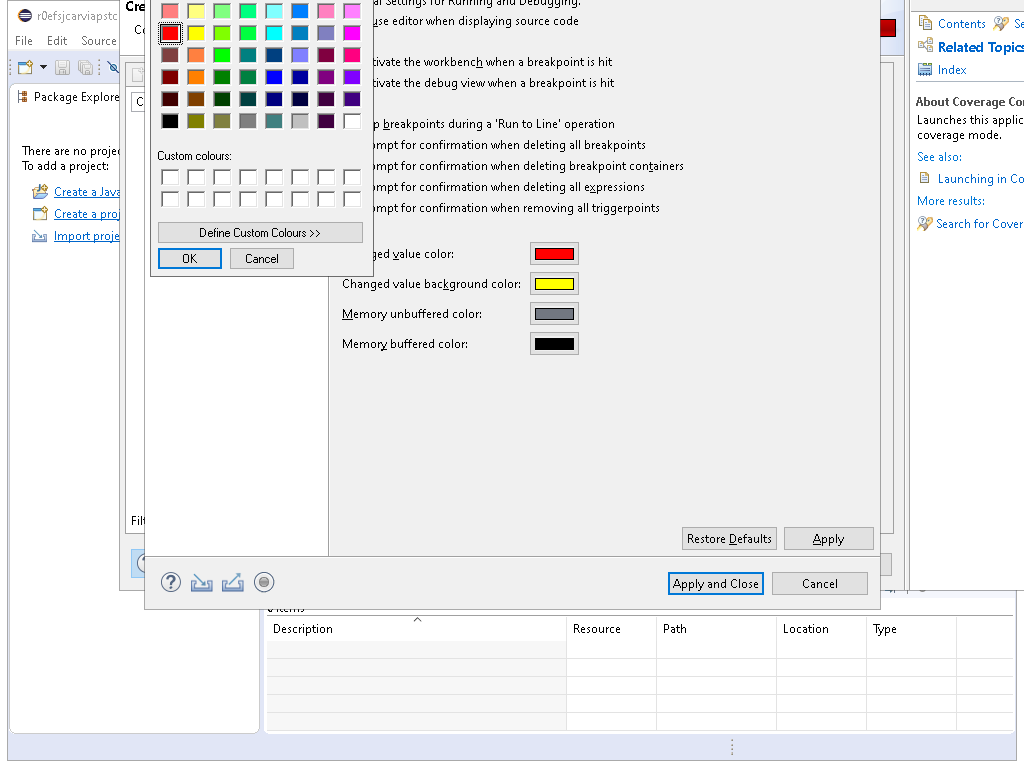 Cre
al Settings for Running and Debugging.
r0efsjcarviapstc
use editor when displaying source code
Contents
Se
File Edit Source
Related Topics
tivate the workbench when a breakpoint is hit
Index
tivate the debug view when a breakpoint is hit
Package Explore
C
About Coverage Co
Launches this applic
coverage mode.
p breakpoints during a 'Run to Line' operation
ompt for confirmation when deleting all breakpoints
There are no projec
To add a project:
Custom colours:
ompt for confirmation when deleting breakpoint containers
See also:
Launching in Co
Create a Java
ompt for confirmation when deleting all expressions
More results:
Create a proj
ompt for confirmation when removing all triggerpoints
Search for Cover
Import proje
Define Custom Colours >>
OK Cancel
ged value color:
Changed value background color:
Memory unbuffered color:
Memory buffered color:
Filt
Restore Defaults Apply
Apply and Close Cancel
0 items
Description Resource Path Location Type